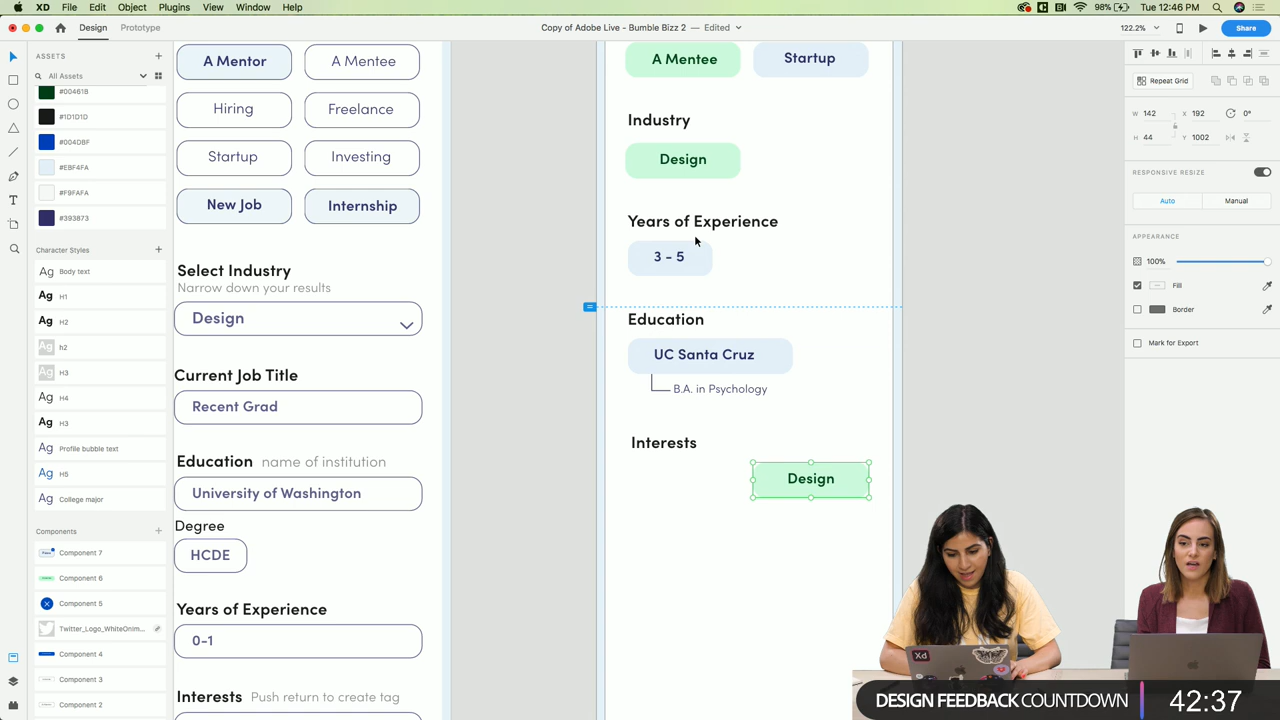 XD File Edit Object Plugins View Window Help
98% Tue 12:46 PM
Design Prototype
Copy of Adobe Live - Bumble Bizz 2 — Edited
122.2%
Share
ASSETS
All Assets
#00461B
#1D1D1D
#004DBF
#EBF4FA
#F9FAFA
#393873
Character Styles
Ag Body text
Ag H1
Ag H2
Ag h2
Ag H3
Ag H4
Ag H3
Ag Profile bubble text
Ag H5
Ag College major
Components
Component 7
Component 6
Component 5
Twitter_Logo_WhiteOnIm...
Component 4
Component 3
Component 2
A Mentor A Mentee
Hiring Freelance
Startup Investing
New Job Internship
Select Industry
Narrow down your results
Design
Current Job Title
Recent Grad
Education name of institution
University of Washington
Degree
HCDE
Years of Experience
0-1
Interests Push return to create tag
A Mentee Startup
Industry
Design
Years of Experience
3 - 5
Education
UC Santa Cruz
B.A. in Psychology
Interests
Design
Repeat Grid
W 142 X 192 0°
H 44 Y 1002
RESPONSIVE RESIZE
Auto Manual
APPEARANCE
100%
Fill
Border
Mark for Export
Xd
DESIGN FEEDBACK COUNTDOWN 42:37